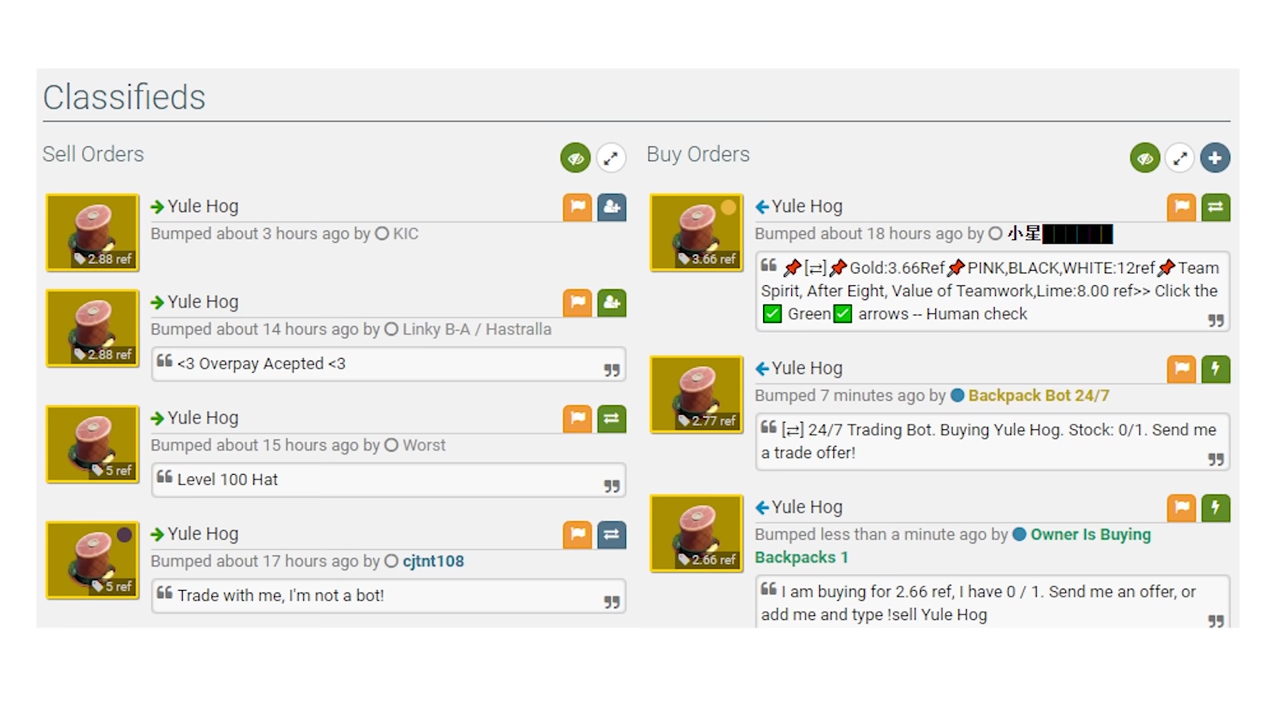 Classifieds
Sell Orders
Yule Hog
Bumped about 3 hours ago by KIC
2.88 ref
Yule Hog
Bumped about 14 hours ago by Linky B-A / Hastralla
2.88 ref
❝ <3 Overpay Acepted <3 ❞
Yule Hog
Bumped about 15 hours ago by Worst
5 ref
❝ Level 100 Hat ❞
Yule Hog
Bumped about 17 hours ago by cjtnt108
5 ref
❝ Trade with me, I'm not a bot! ❞
Buy Orders
Yule Hog
Bumped about 18 hours ago by 小星
3.66 ref
❝ 📌[⇄]📌Gold:3.66Ref📌PINK,BLACK,WHITE:12ref📌Team
Spirit, After Eight, Value of Teamwork,Lime:8.00 ref>> Click the
✅ Green✅ arrows -- Human check ❞
Yule Hog
Bumped 7 minutes ago by Backpack Bot 24/7
2.77 ref
❝ [⇄] 24/7 Trading Bot. Buying Yule Hog. Stock: 0/1. Send me
a trade offer! ❞
Yule Hog
Bumped less than a minute ago by Owner Is Buying
Backpacks 1
2.66 ref
❝ I am buying for 2.66 ref, I have 0 / 1. Send me an offer, or
add me and type !sell Yule Hog ❞